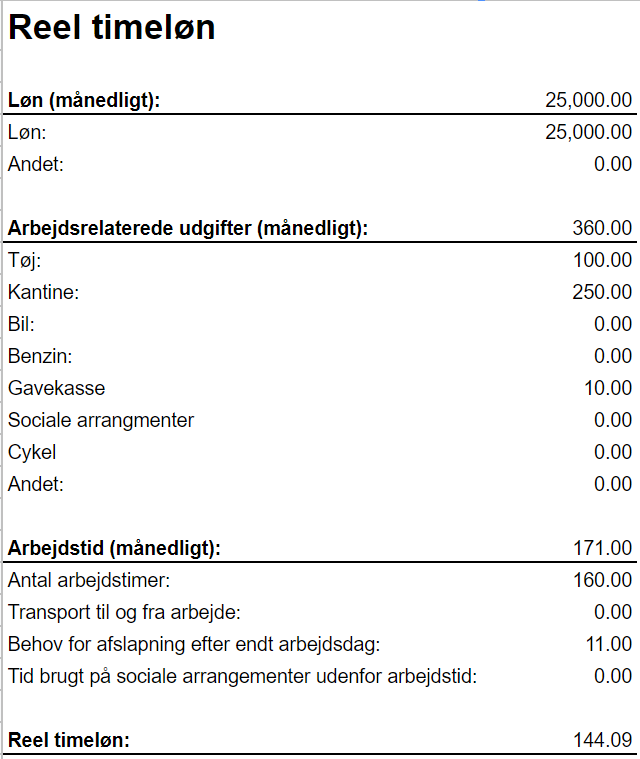 Reel timeløn
Løn (månedligt): 25,000.00
Løn: 25,000.00
Andet: 0.00
Arbejdsrelaterede udgifter (månedligt): 360.00
Tøj: 100.00
Kantine: 250.00
Bil: 0.00
Benzin: 0.00
Gavekasse 10.00
Sociale arrangmenter 0.00
Cykel 0.00
Andet: 0.00
Arbejdstid (månedligt): 171.00
Antal arbejdstimer: 160.00
Transport til og fra arbejde: 0.00
Behov for afslapning efter endt arbejdsdag: 11.00
Tid brugt på sociale arrangementer udenfor arbejdstid: 0.00
Reel timeløn: 144.09